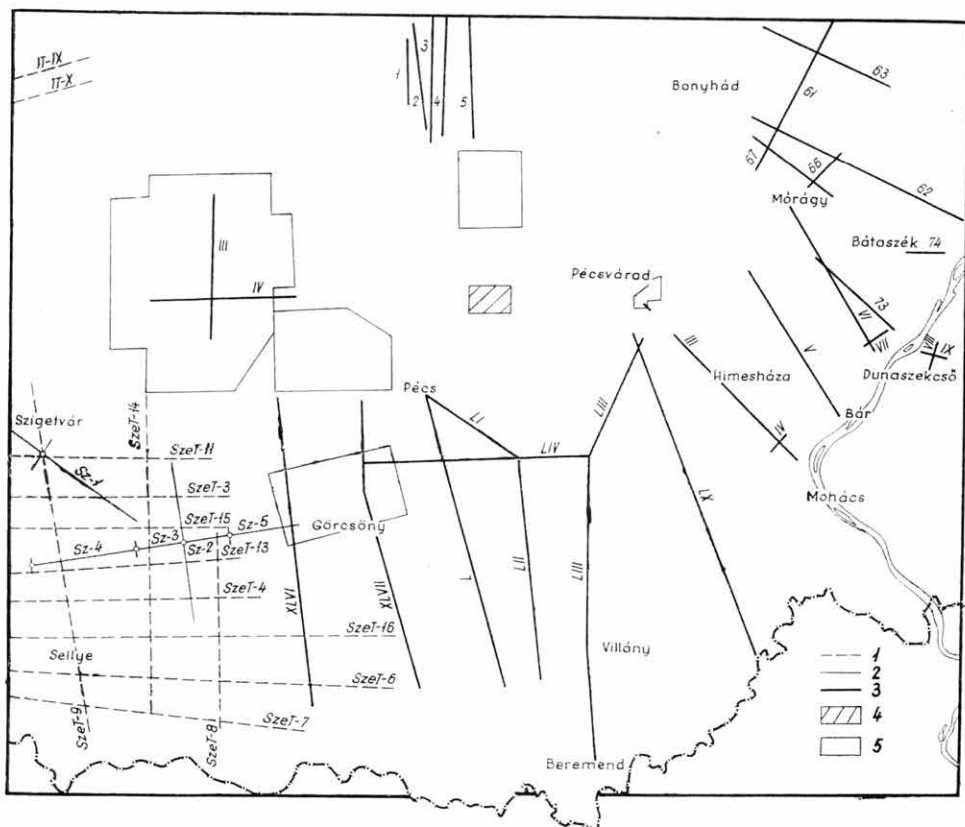 IT-IX
IT-X
1
2
3
4
5
Bonyhád
63
61
67
66
62
Mórágy
Bátaszék 74
III
IV
Pécsvárad
73
VI
VII
VIII
IX
III
V
Himesháza
Dunaszekcső
Bár
IV
Pécs
LI
LIII
LIV
Szigetvár
SzeT-14
SzeT-11
Sz-1
SzeT-3
SzeT-15
Sz-5
Görcsöny
Mohács
Sz-4
Sz-3
Sz-2
SzeT-13
SzeT-4
XLVI
XLVII
L
LII
LIII
LX
SzeT-16
Sellye
Villány
SzeT-6
SzeT-7
SzeT-9
SzeT-8
Beremend
1
2
3
4
5